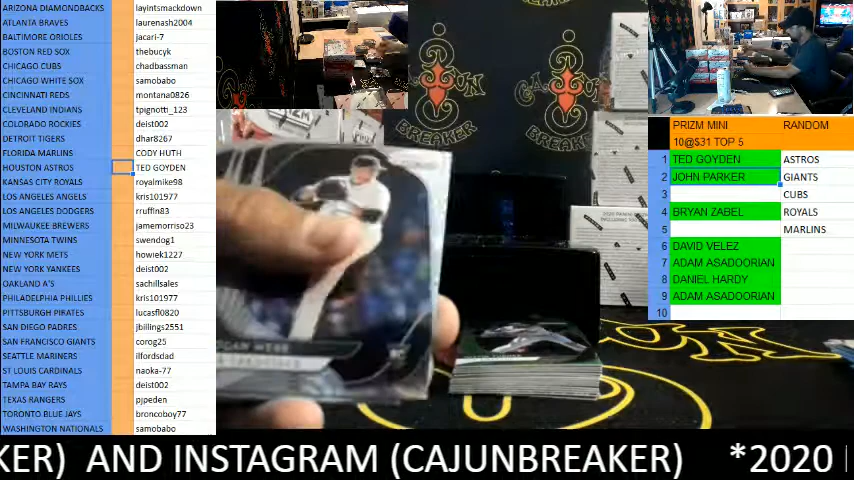 ARIZONA DIAMONDBACKS layintsmackdown
ATLANTA BRAVES laurenash2004
BALTIMORE ORIOLES jacari-7
BOSTON RED SOX thebucyk
CHICAGO CUBS chadbassman
CHICAGO WHITE SOX samobabo
CINCINNATI REDS montana0826
CLEVELAND INDIANS tpignotti_123
COLORADO ROCKIES deist002
DETROIT TIGERS dhar8267
FLORIDA MARLINS CODY HUTH
HOUSTON ASTROS TED GOYDEN
KANSAS CITY ROYALS royalmike98
LOS ANGELES ANGELS kris101977
LOS ANGELES DODGERS rruffin83
MILWAUKEE BREWERS jamemorriso23
MINNESOTA TWINS swendog1
NEW YORK METS howiek1227
NEW YORK YANKEES deist002
OAKLAND A'S sachillsales
PHILADELPHIA PHILLIES kris101977
PITTSBURGH PIRATES lucasfl0820
SAN DIEGO PADRES jbillings2551
SAN FRANCISCO GIANTS corog25
SEATTLE MARINERS ilfordsdad
ST LOUIS CARDINALS naoka-77
TAMPA BAY RAYS deist002
TEXAS RANGERS pjpeden
TORONTO BLUE JAYS broncoboy77
WASHINGTON NATIONALS samobabo
BREAKER
BREAKER
WEBB
RC
PRIZM MINI RANDOM
10@$31 TOP 5
1 TED GOYDEN ASTROS
2 JOHN PARKER GIANTS
3 CUBS
4 BRYAN ZABEL ROYALS
5 MARLINS
6 DAVID VELEZ
7 ADAM ASADOORIAN
8 DANIEL HARDY
9 ADAM ASADOORIAN
10
KER) AND INSTAGRAM (CAJUNBREAKER) *2020